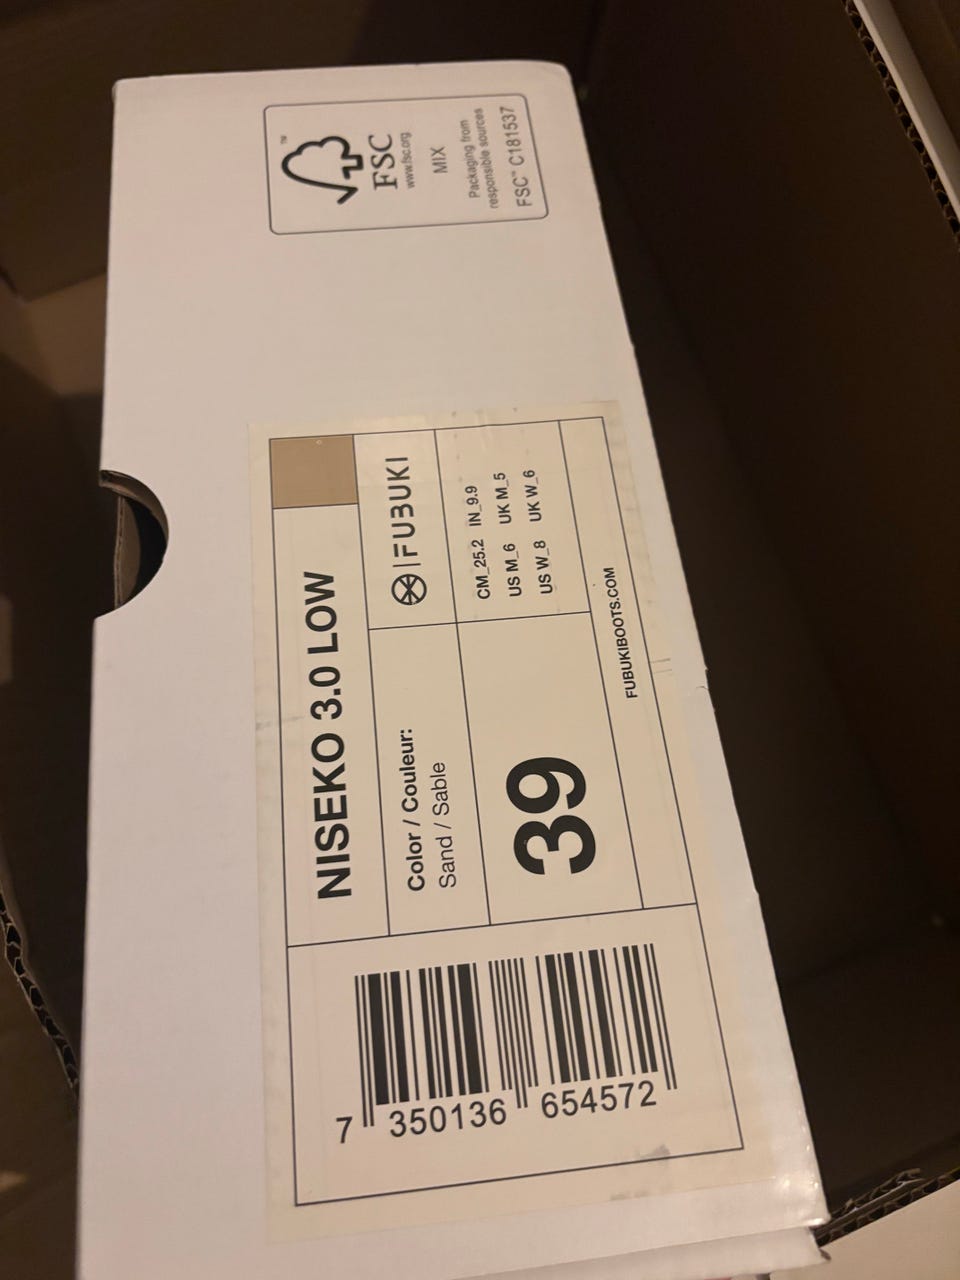 NISEKO 3.0 LOW
FUBUKI
Color / Couleur:
Sand / Sable
CM_25.2 IN_9.9
US M_6 UK M_5
US W_8 UK W_6
39
FUBUKIBOOTS.COM
7 350136 654572
™
FSC
www.fsc.org
MIX
Packaging from
responsible sources
FSC™ C181537